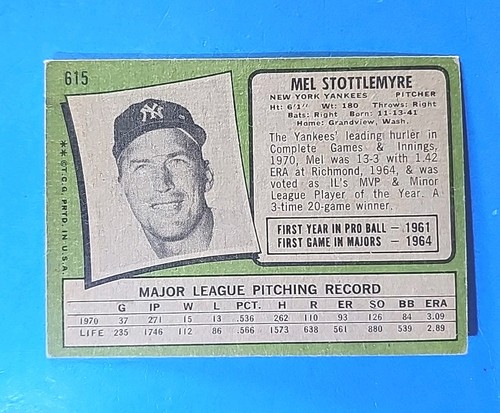 615
NY
MEL STOTTLEMYRE
NEW YORK YANKEES PITCHER
Ht: 6'1" Wt: 180 Throws: Right
Bats: Right Born: 11-13-41
Home: Grandview, Wash.
The Yankees' leading hurler in
Complete Games & Innings,
1970, Mel was 13-3 with 1.42
ERA at Richmond, 1964, & was
voted as IL's MVP & Minor
League Player of the Year. A
3-time 20-game winner.
FIRST YEAR IN PRO BALL — 1961
FIRST GAME IN MAJORS — 1964
**©T.C.G. PRTD. IN U.S.A.
MAJOR LEAGUE PITCHING RECORD
G IP W L PCT. H R ER SO BB ERA
1970 37 271 15 13 .536 262 110 93 126 84 3.09
LIFE 235 1746 112 86 .566 1573 638 561 880 539 2.89